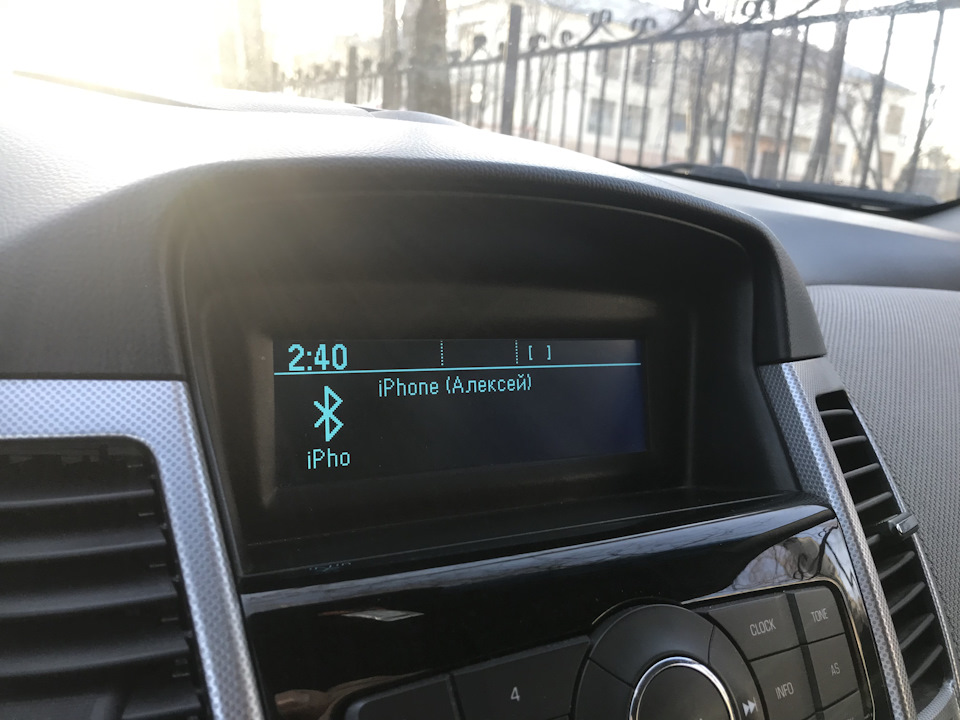 2:40 [ ]
iPhone (Алексей)
iPho
CLOCK TONE
4 INFO AS